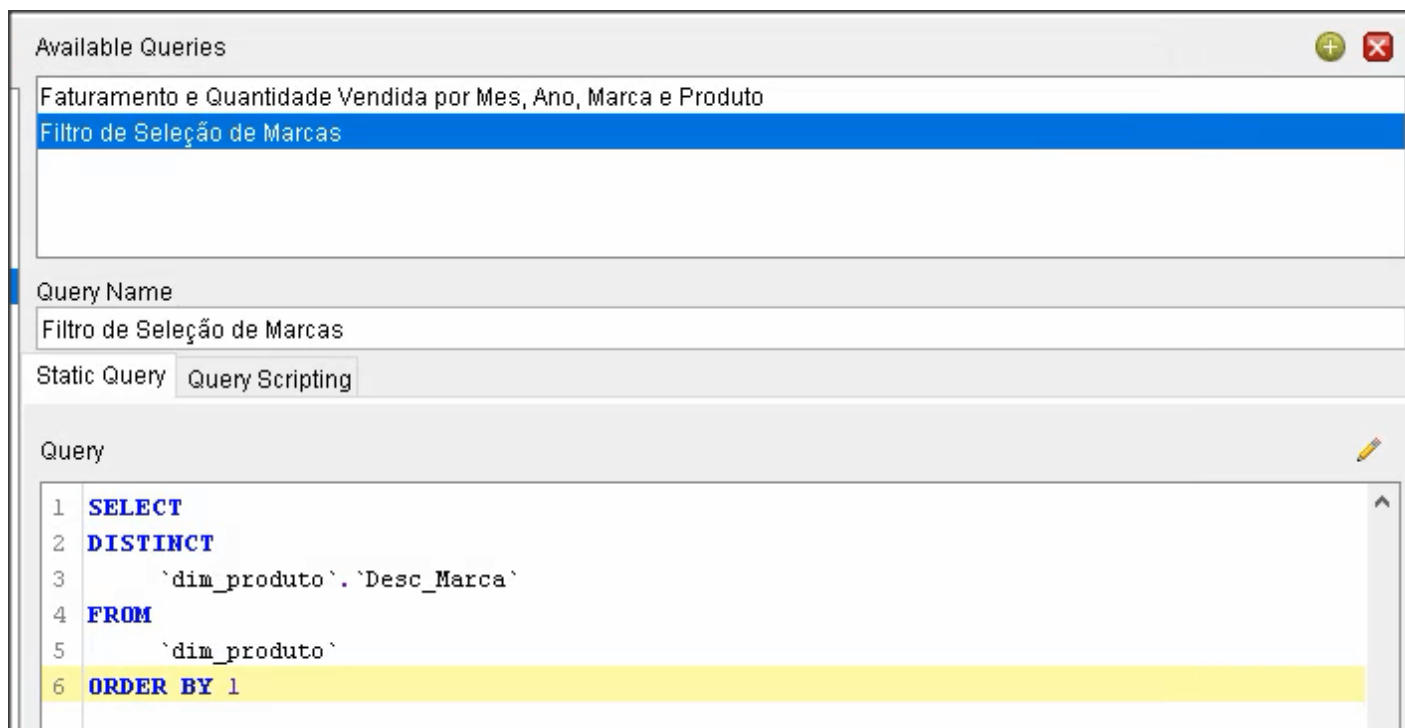 Available Queries
Faturamento e Quantidade Vendida por Mes, Ano, Marca e Produto
Filtro de Seleção de Marcas
Query Name
Filtro de Seleção de Marcas
Static Query Query Scripting
Query
1 SELECT
2 DISTINCT
3 `dim_produto`.`Desc_Marca`
4 FROM
5 `dim_produto`
6 ORDER BY 1